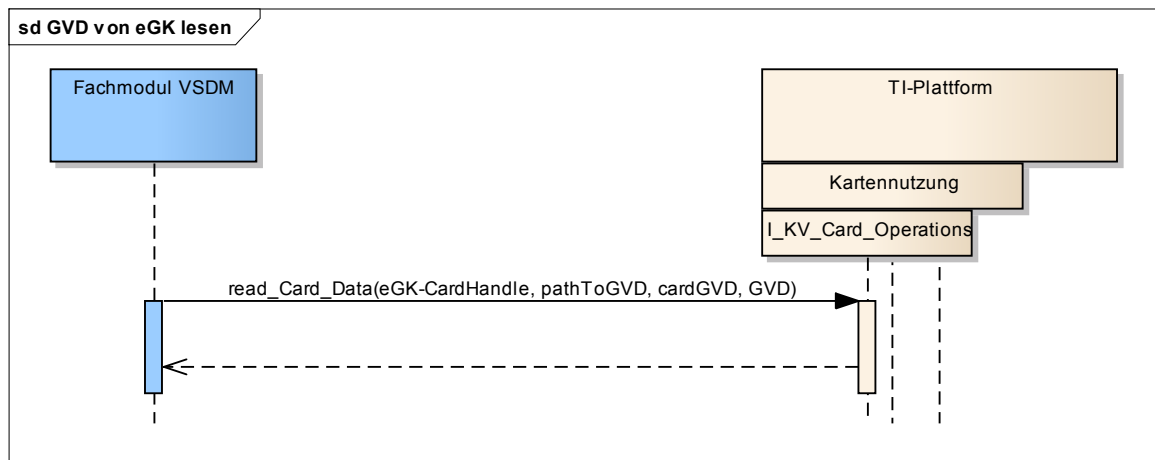 sd GVD von eGK lesen
Fachmodul VSDM
TI-Plattform
Kartennutzung
I_KV_Card_Operations
read_Card_Data(eGK-CardHandle, pathToGVD, cardGVD, GVD)